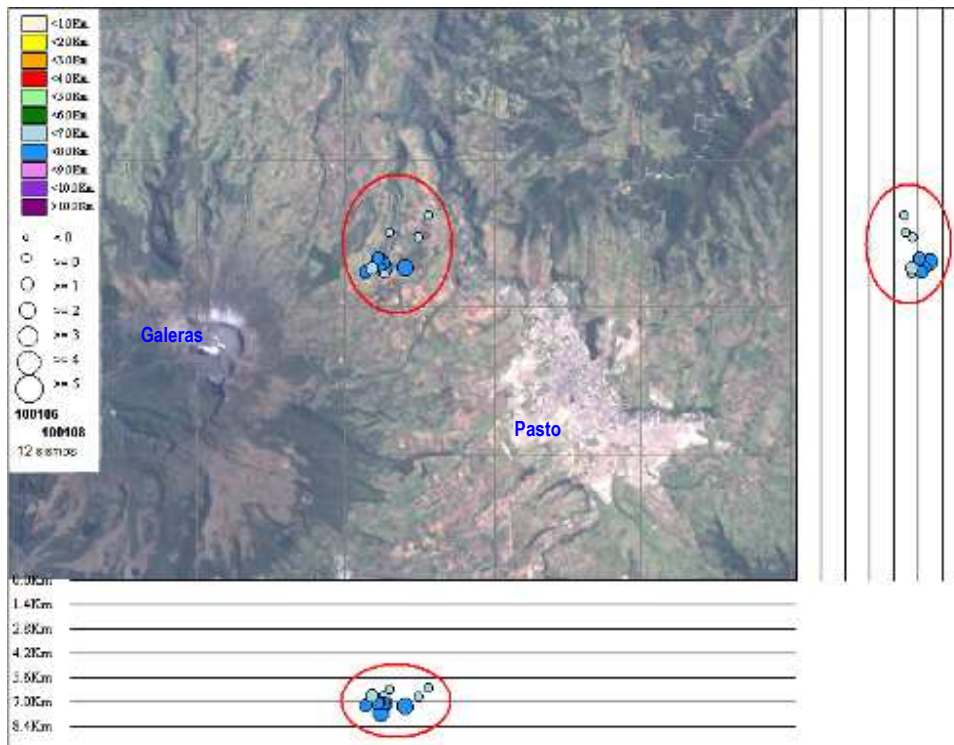 <1.0Km
<2.0Km
<3.0Km
<4.0Km
<5.0Km
<6.0Km
<7.0Km
<8.0Km
<9.0Km
<10.0Km
>10.0Km
< 0
>= 0
>= 1
>= 2
>= 3
>= 4
>= 5
100106
100108
12 sismos
Galeras
Pasto
0.0Km
1.4Km
2.8Km
4.2Km
5.6Km
7.0Km
8.4Km